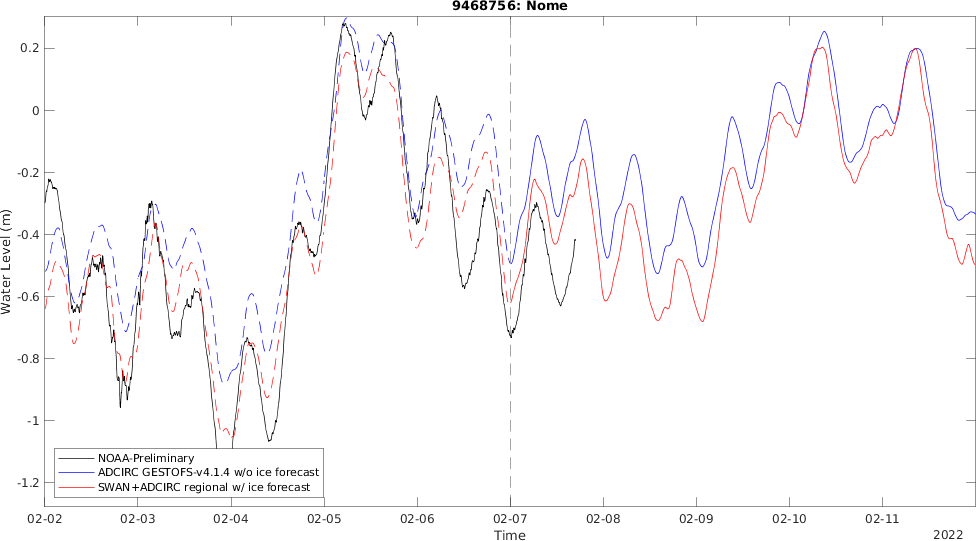 9468756: Nome
0.2
0
-0.2
-0.4
-0.6
-0.8
-1
-1.2
Water Level (m)
NOAA-Preliminary
ADCIRC GESTOFS-v4.1.4 w/o ice forecast
SWAN+ADCIRC regional w/ ice forecast
02-02 02-03 02-04 02-05 02-06 02-07 02-08 02-09 02-10 02-11
Time
2022